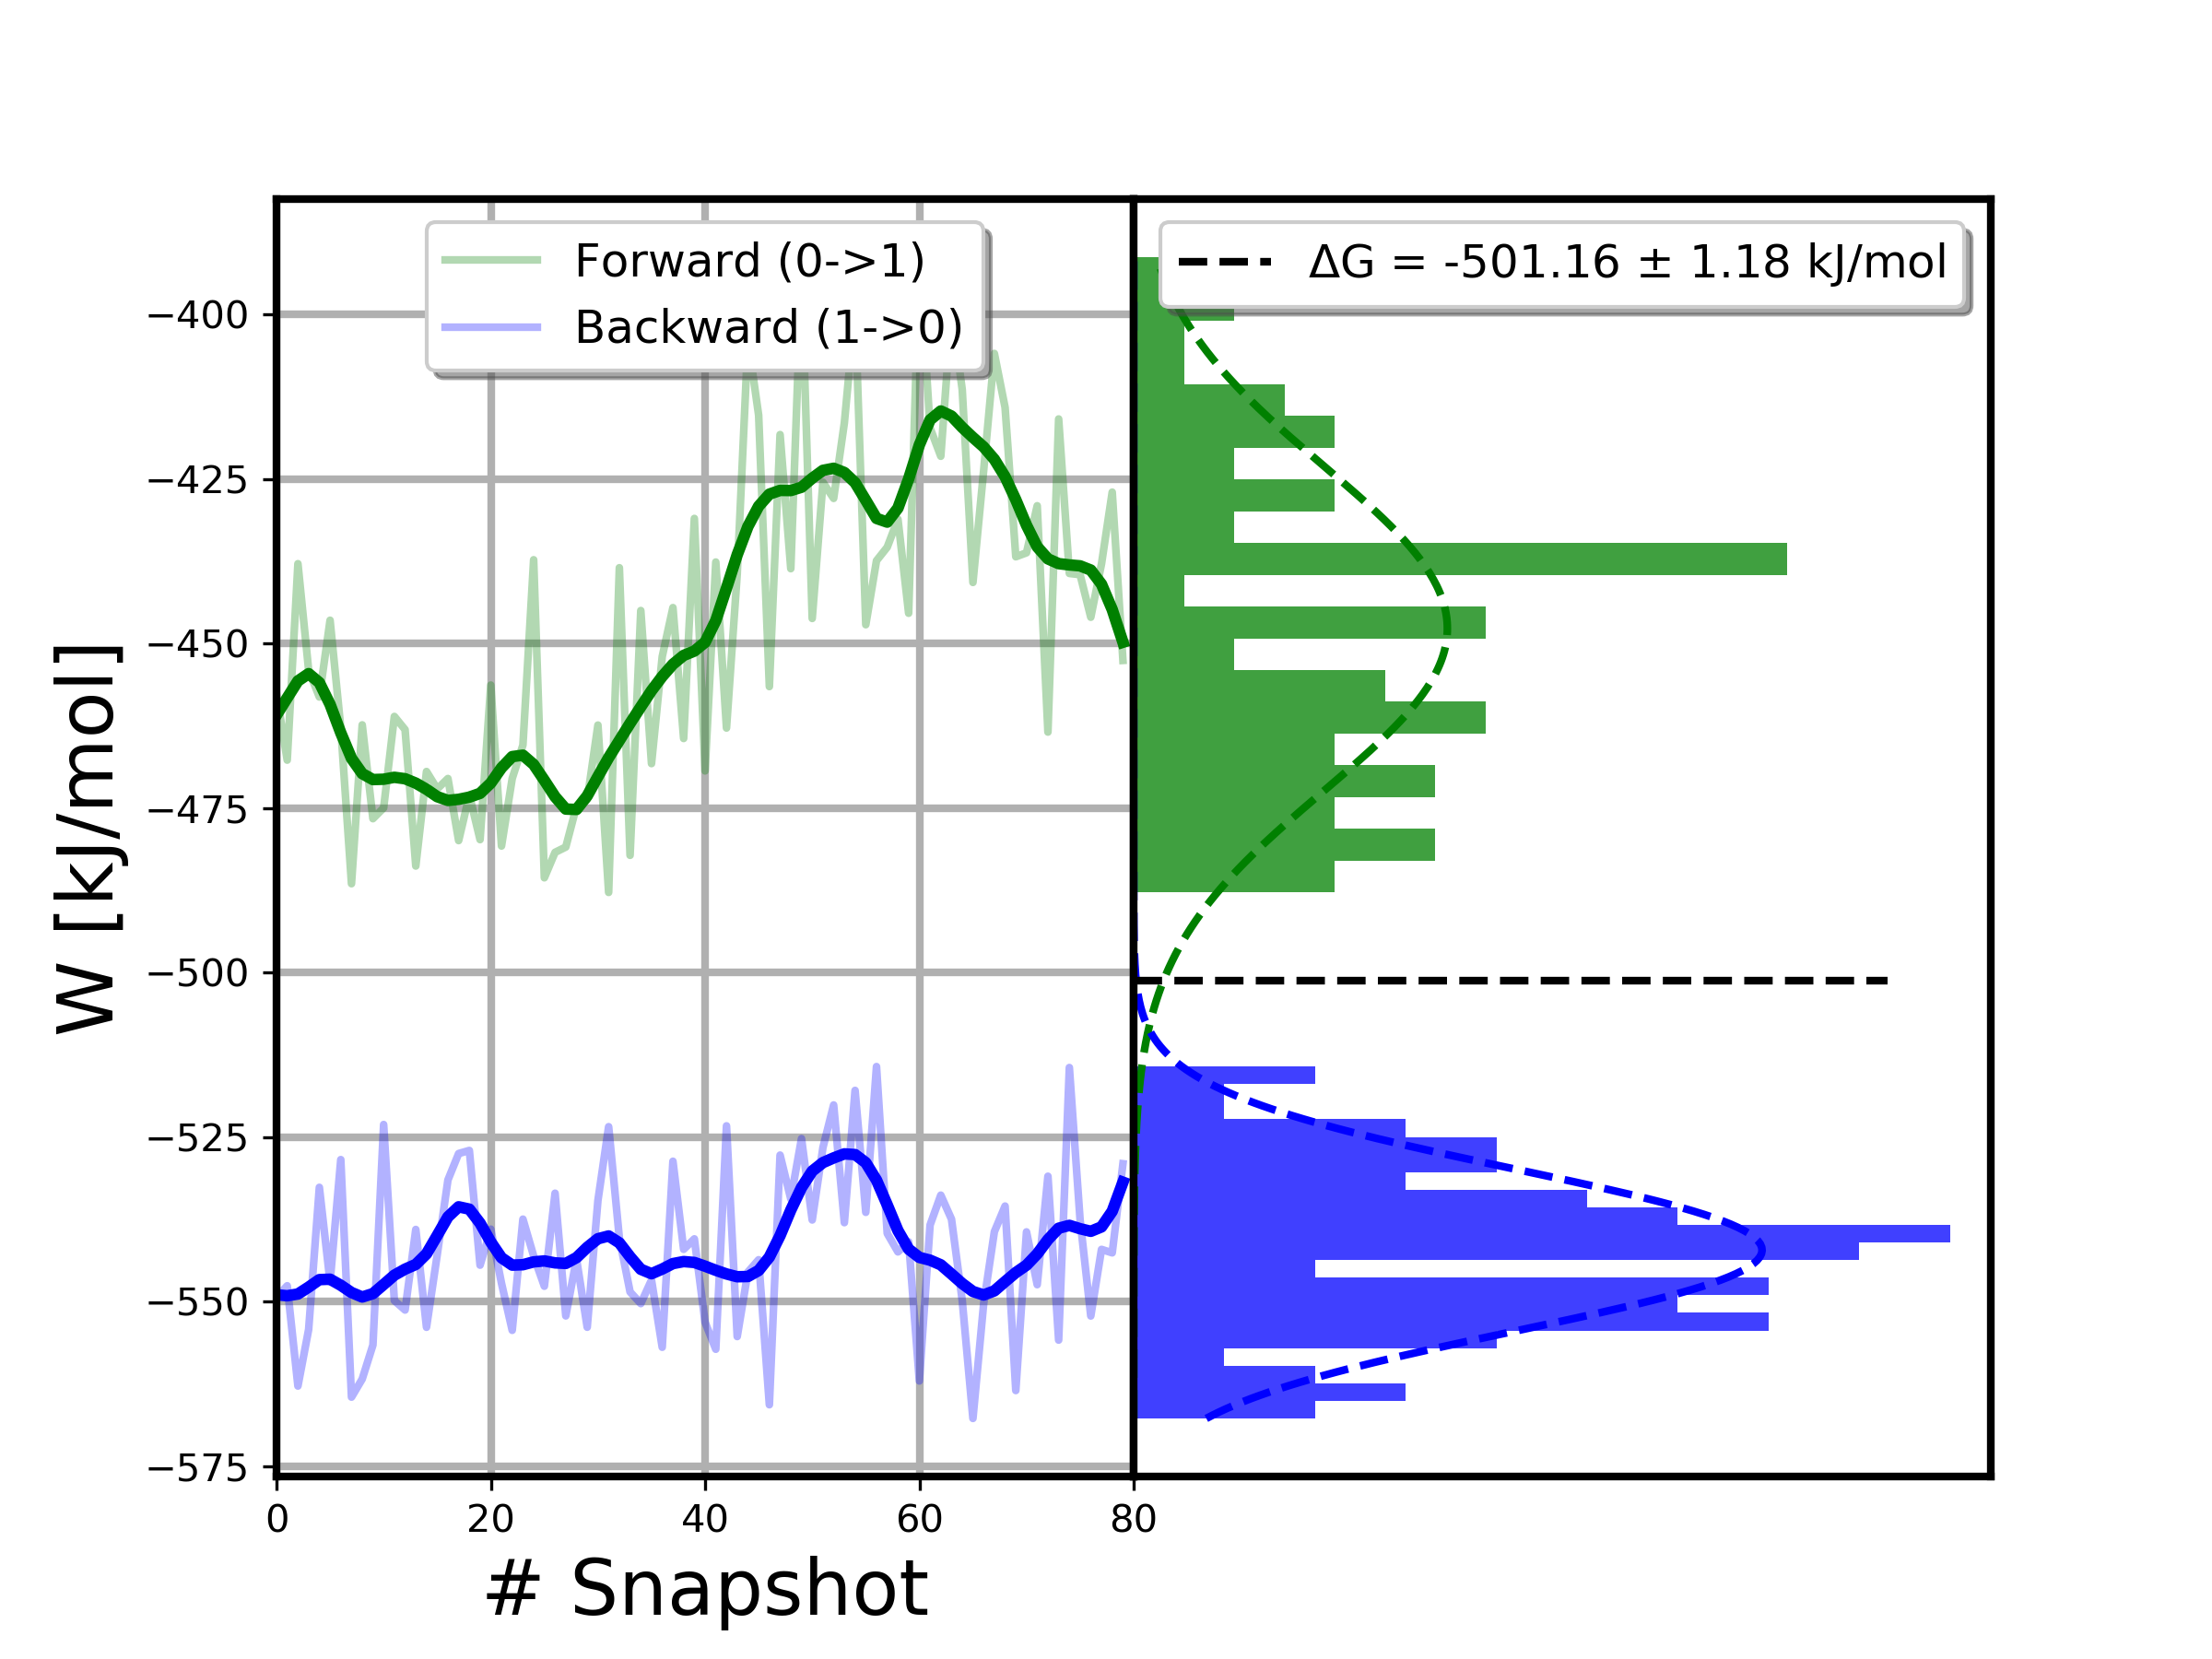 Forward (0->1)
Backward (1->0)
ΔG = -501.16 ± 1.18 kJ/mol
W [kJ/mol]
−400
−425
−450
−475
−500
−525
−550
−575
0 20 40 60 80
# Snapshot